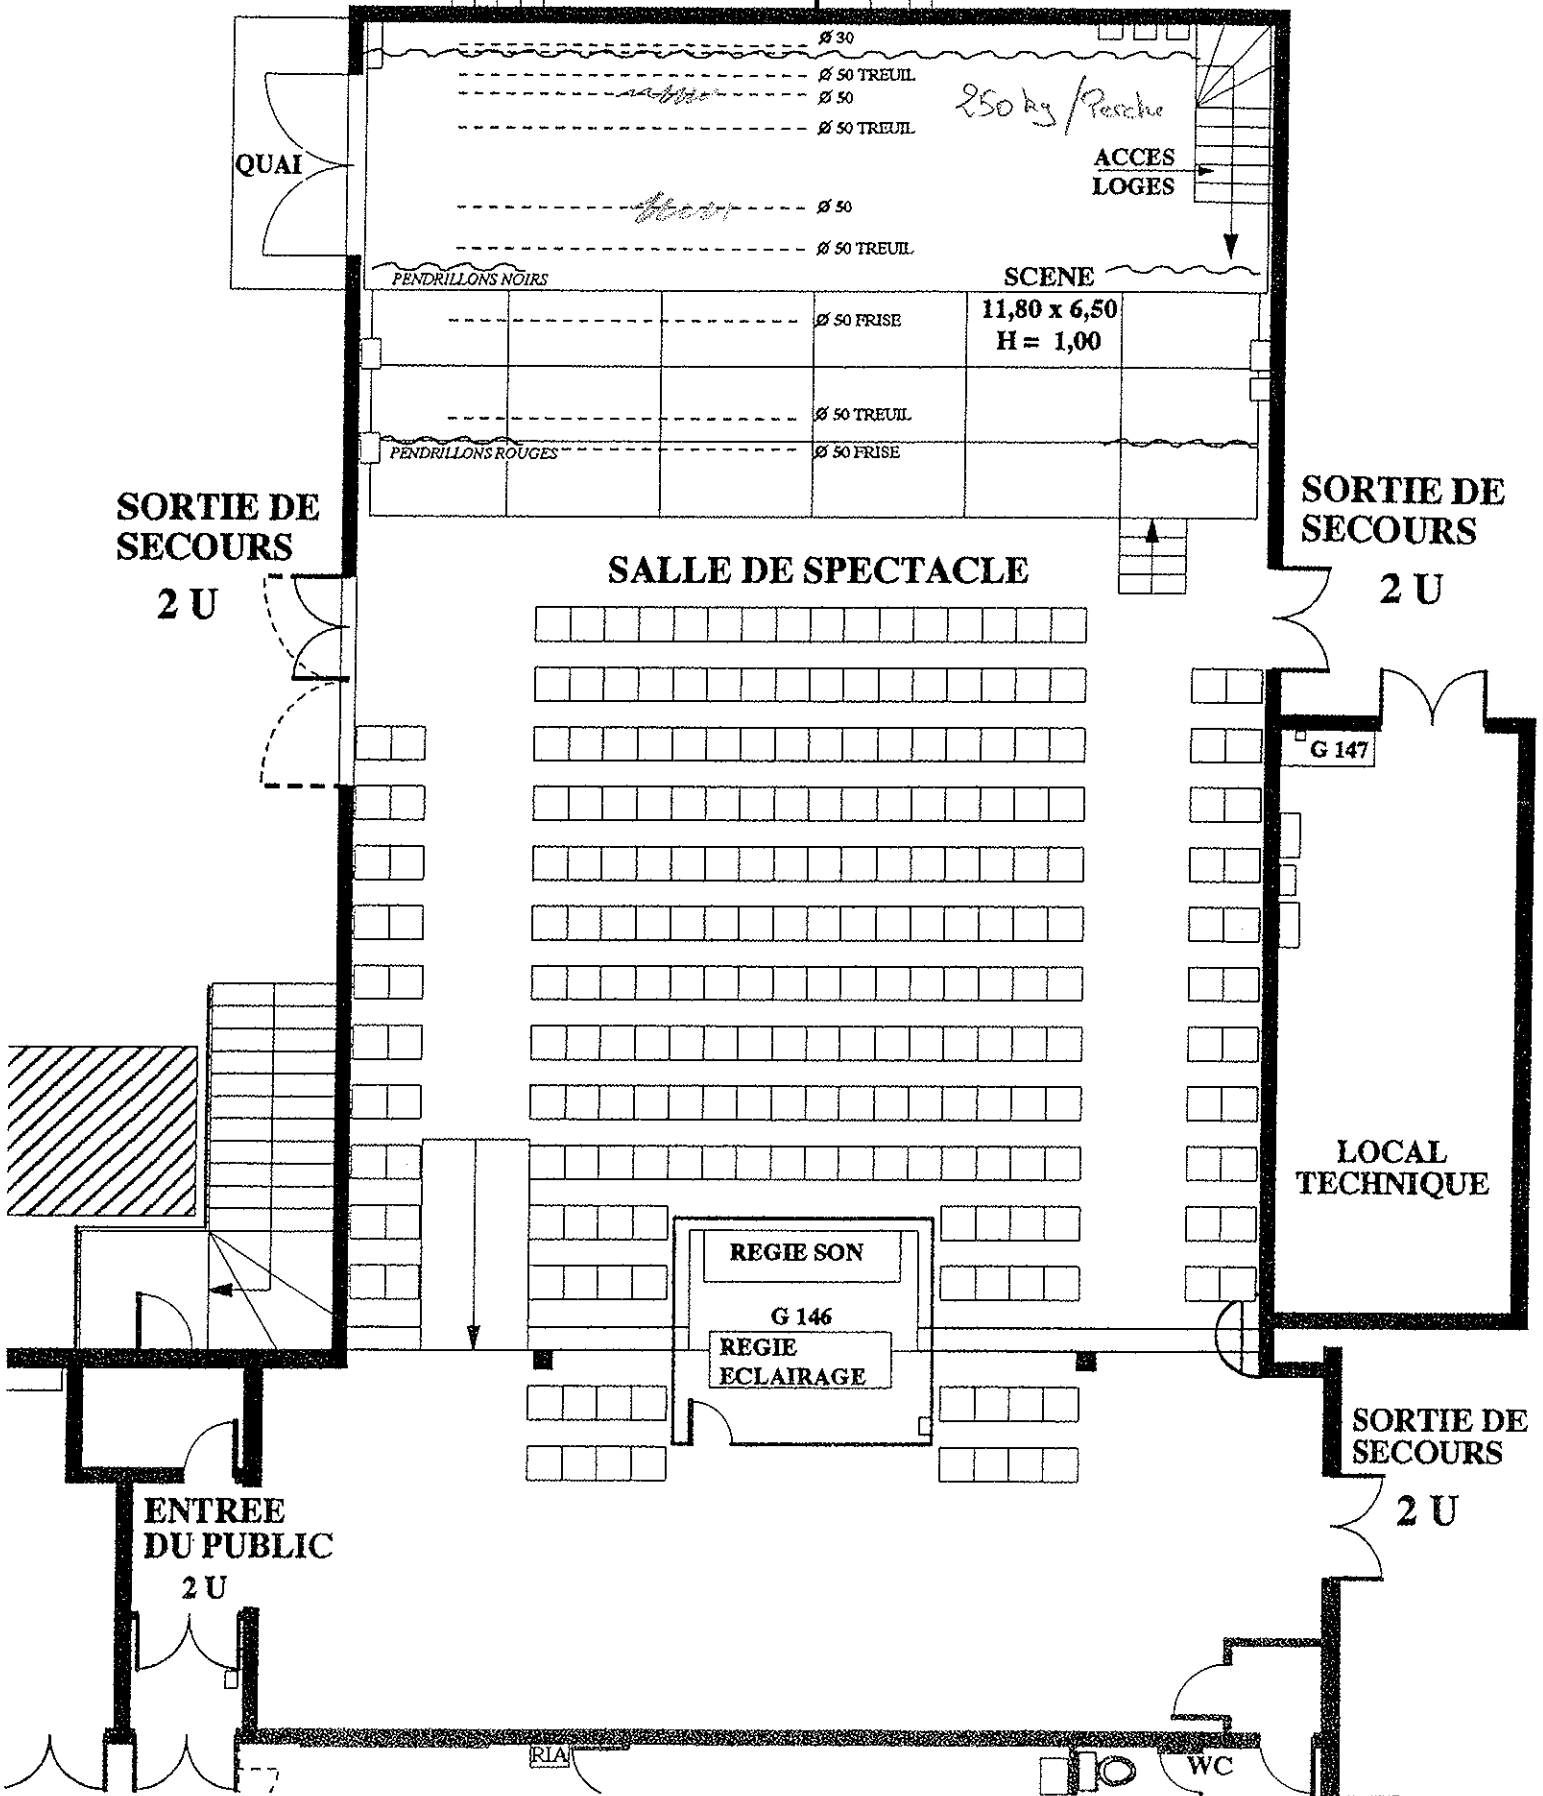 Ø 30
Ø 50 TREUIL
Ø 50
250 kg / Perche
Ø 50 TREUIL
QUAI
ACCES
LOGES
Ø 50
Ø 50 TREUIL
PENDRILLONS NOIRS
SCENE
11,80 x 6,50
H = 1,00
Ø 50 FRISE
Ø 50 TREUIL
PENDRILLONS ROUGES
Ø 50 FRISE
SORTIE DE
SECOURS
2 U
SORTIE DE
SECOURS
2 U
SALLE DE SPECTACLE
G 147
LOCAL
TECHNIQUE
REGIE SON
G 146
REGIE
ECLAIRAGE
SORTIE DE
SECOURS
2 U
ENTREE
DU PUBLIC
2 U
RIA
WC